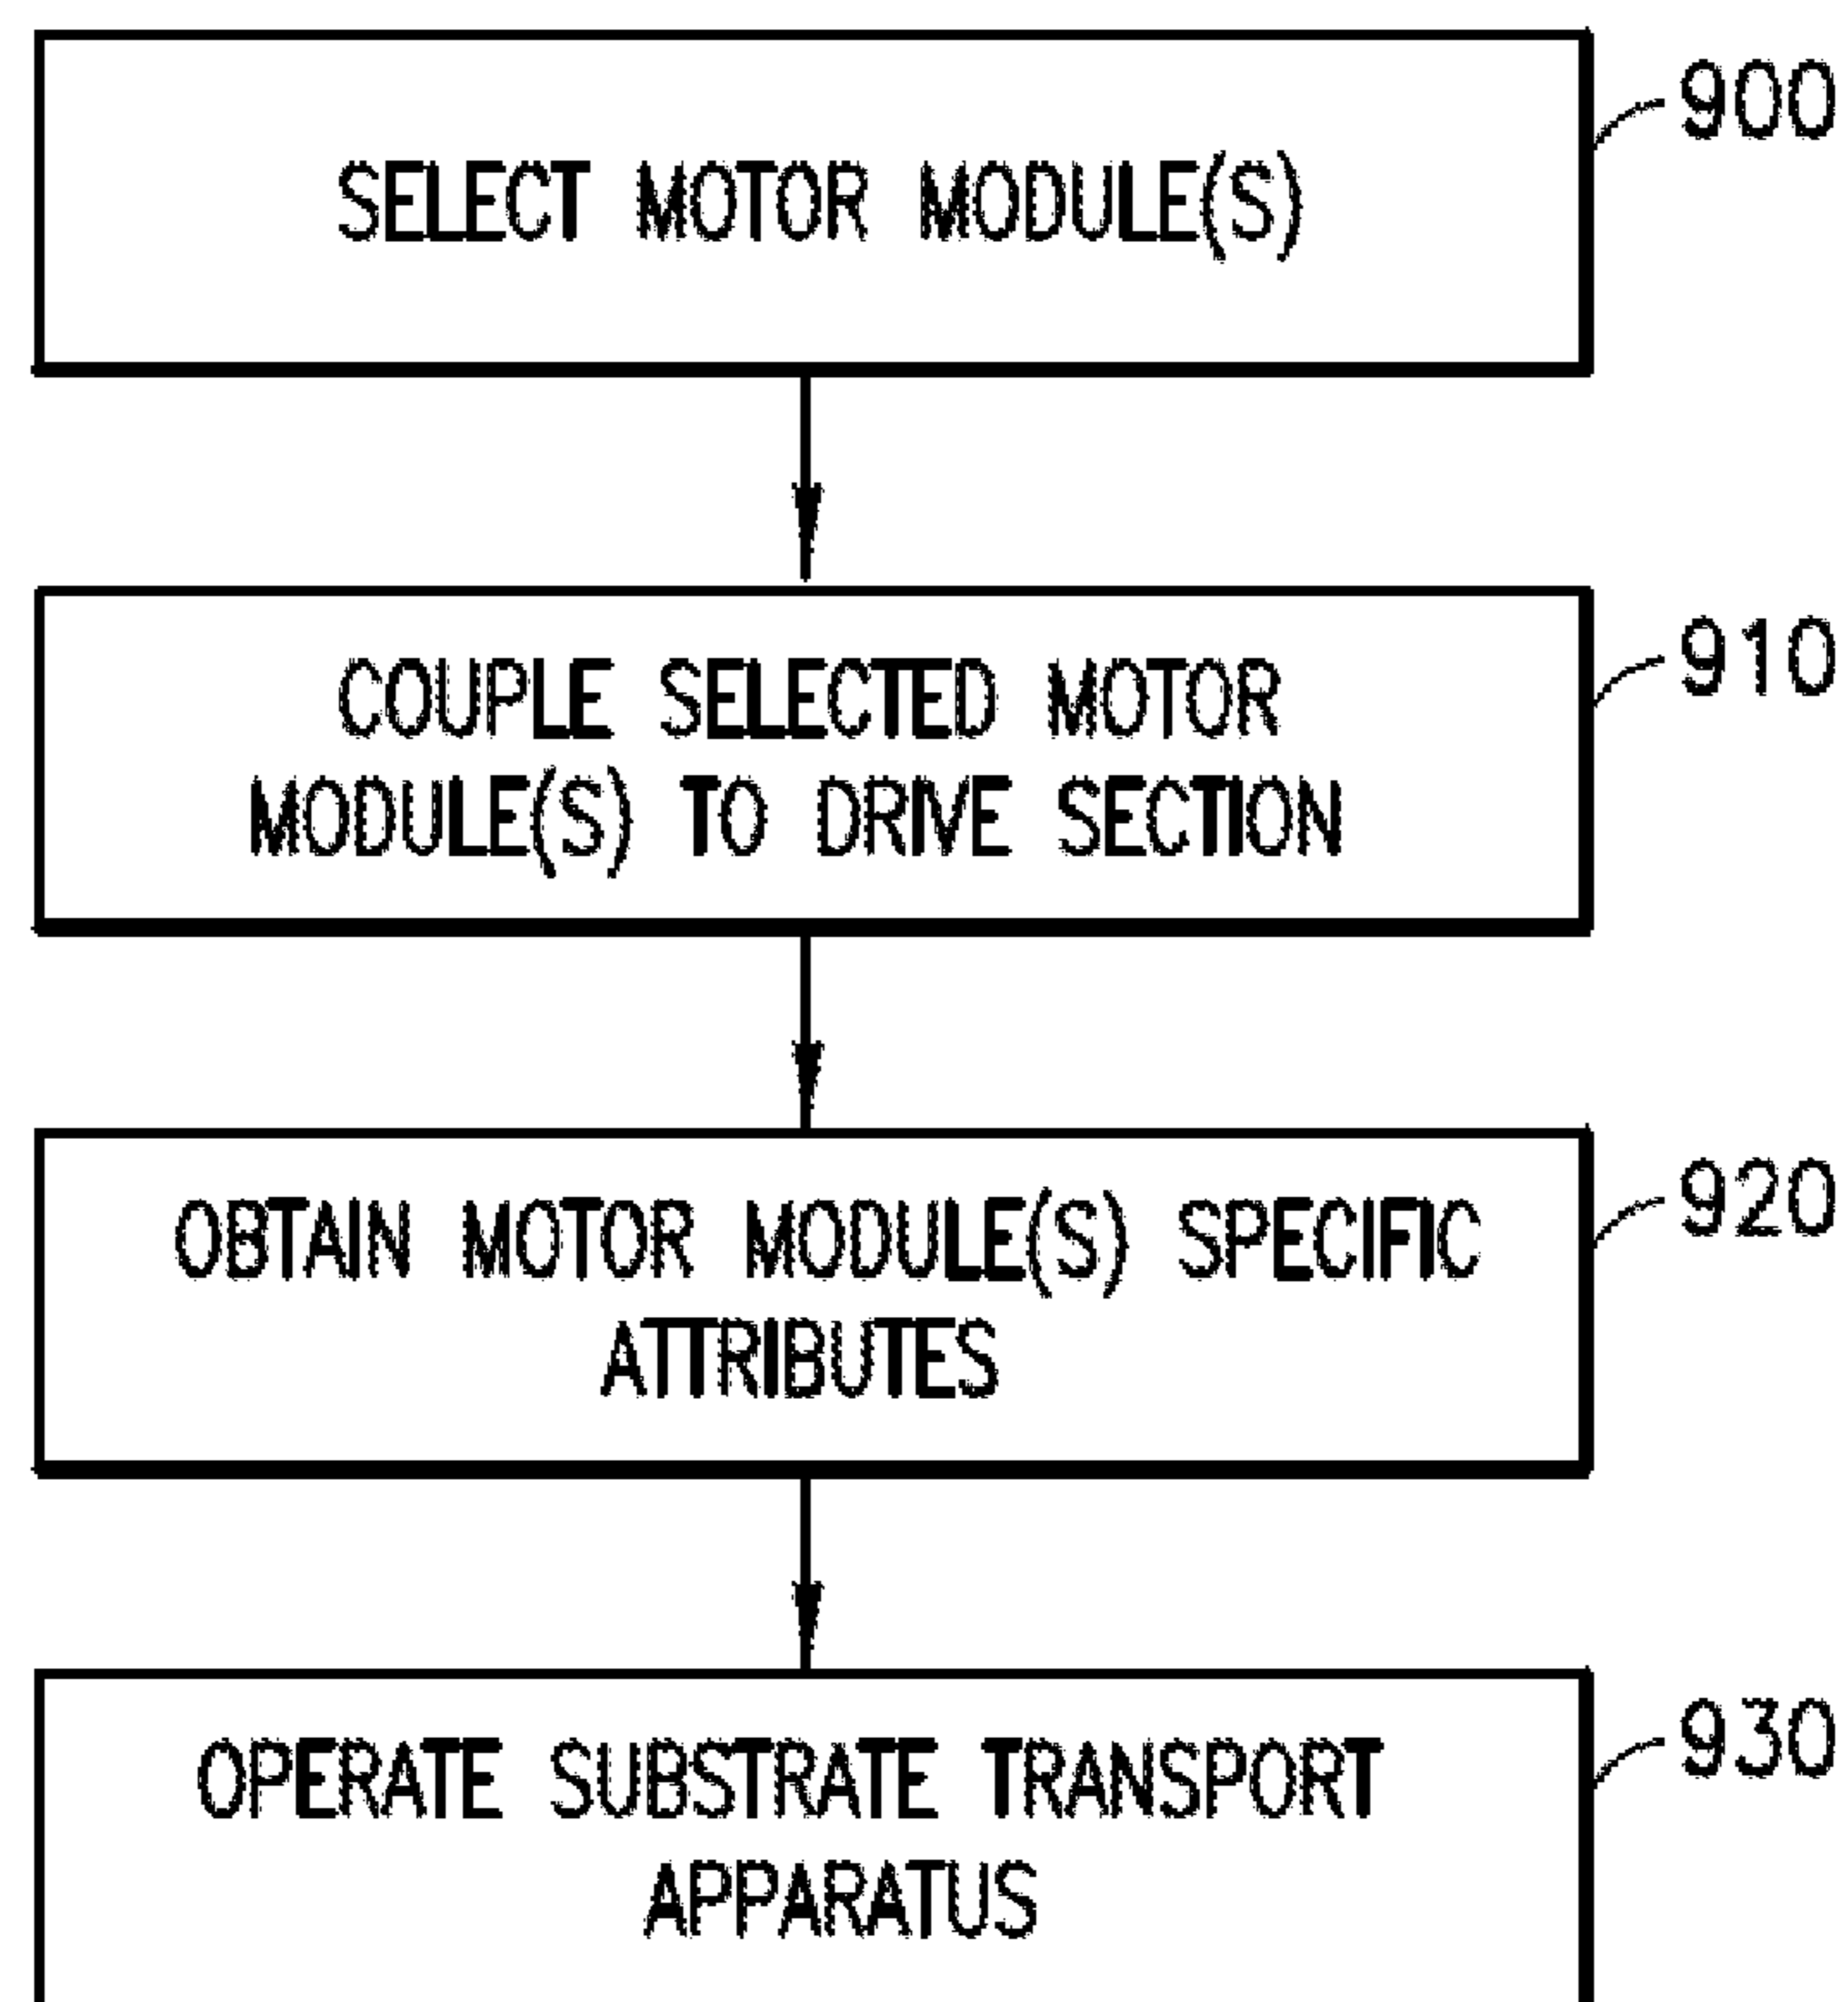 900
SELECT MOTOR MODULE(S)
910
COUPLE SELECTED MOTOR
MODULE(S) TO DRIVE SECTION
920
OBTAIN MOTOR MODULE(S) SPECIFIC
ATTRIBUTES
930
OPERATE SUBSTRATE TRANSPORT
APPARATUS